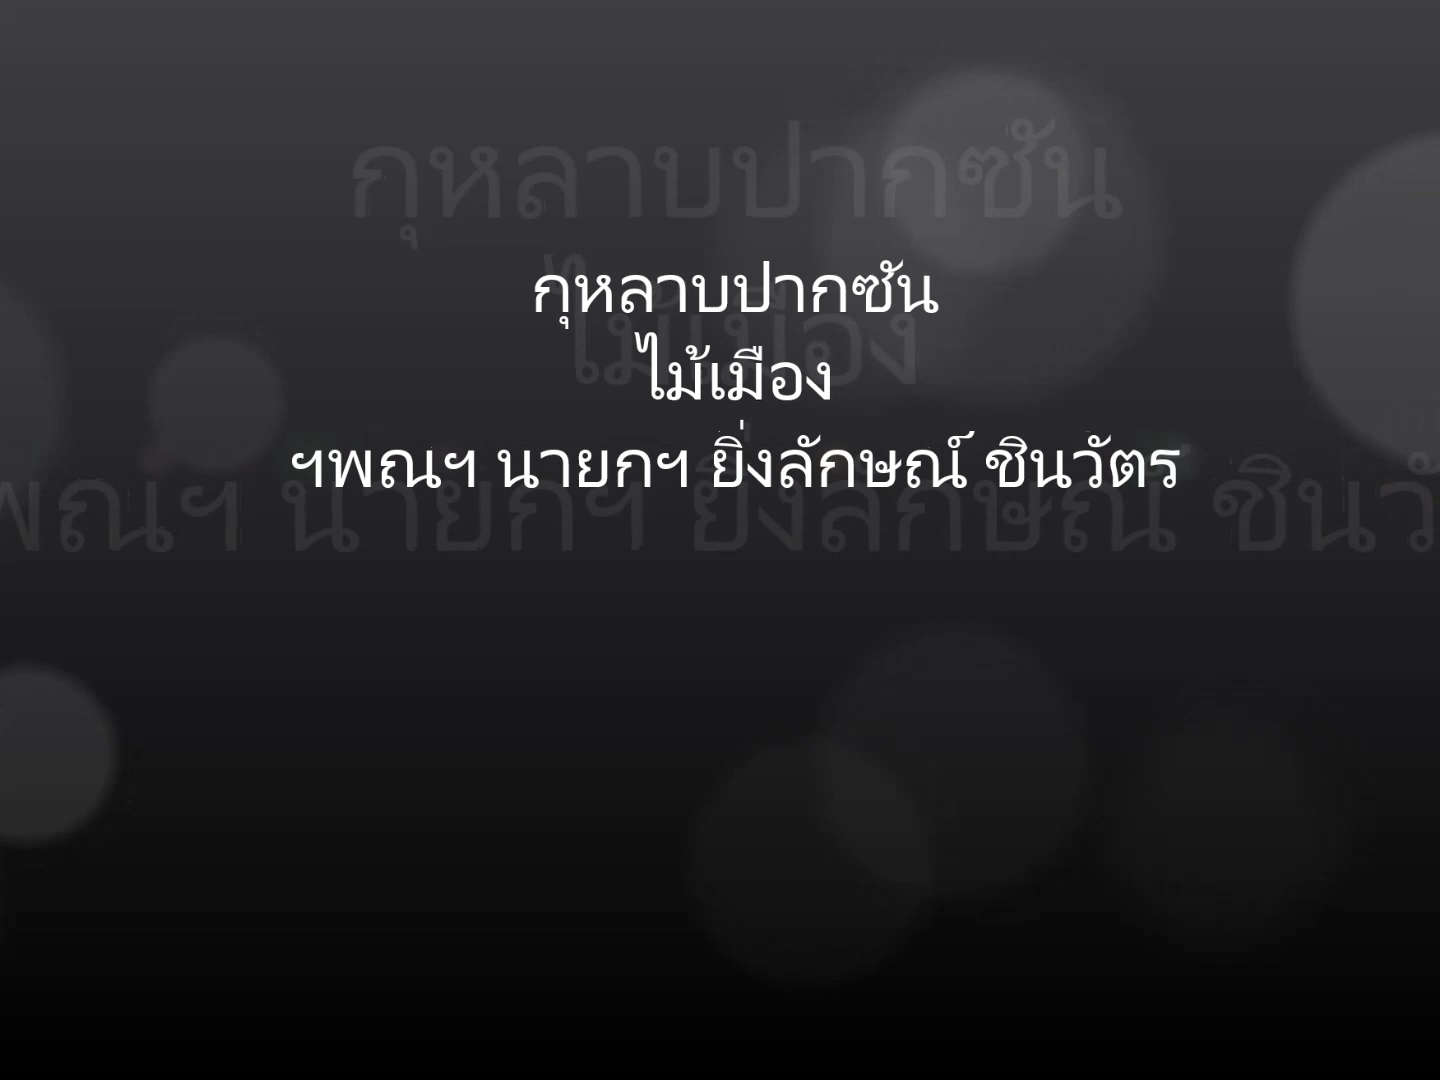 กุหลาบปากซัน
ไม้เมือง
ฯพณฯ นายกฯ ยิ่งลักษณ์ ชินวัตร